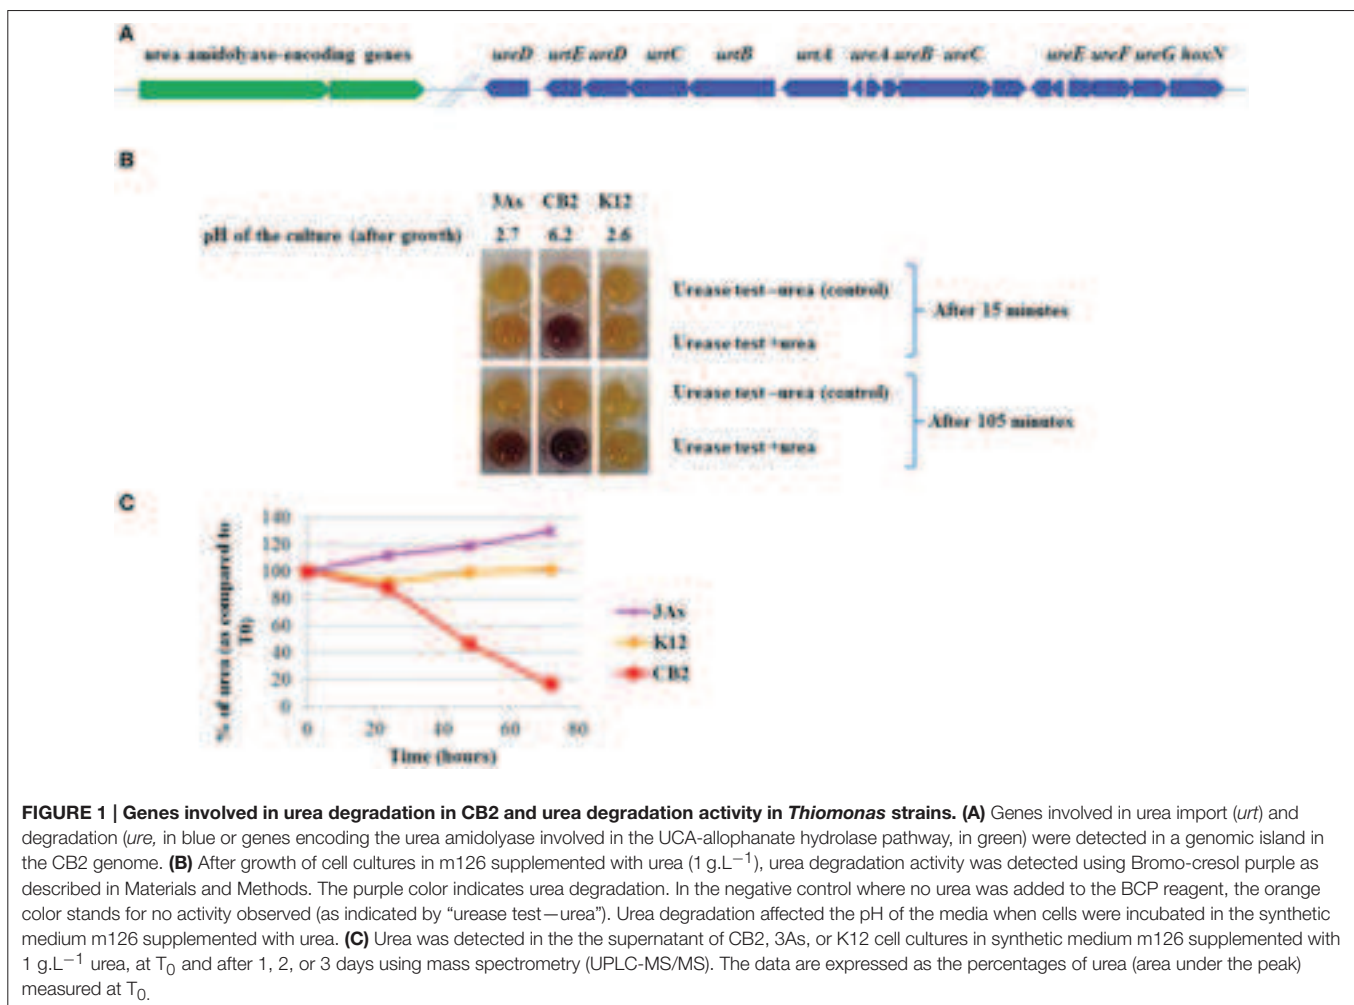 A
urea amidolyase-encoding genes
ureD urtE urtD urtC urtB urtA ureA ureB ureC ureE ureF ureG hoxN
B
3As CB2 K12
pH of the culture (after growth) 2.7 6.2 2.6
Urease test –urea (control)
After 15 minutes
Urease test +urea
Urease test –urea (control)
After 105 minutes
Urease test +urea
C
% of urea (as compared to T0)
140
120
100
80
60
40
20
0
0 20 40 60 80
Time (hours)
3As
K12
CB2
FIGURE 1 | Genes involved in urea degradation in CB2 and urea degradation activity in Thiomonas strains. (A) Genes involved in urea import (urt) and
degradation (ure, in blue or genes encoding the urea amidolyase involved in the UCA-allophanate hydrolase pathway, in green) were detected in a genomic island in
the CB2 genome. (B) After growth of cell cultures in m126 supplemented with urea (1 g.L−1), urea degradation activity was detected using Bromo-cresol purple as
described in Materials and Methods. The purple color indicates urea degradation. In the negative control where no urea was added to the BCP reagent, the orange
color stands for no activity observed (as indicated by “urease test—urea”). Urea degradation affected the pH of the media when cells were incubated in the synthetic
medium m126 supplemented with urea. (C) Urea was detected in the the supernatant of CB2, 3As, or K12 cell cultures in synthetic medium m126 supplemented with
1 g.L−1 urea, at T0 and after 1, 2, or 3 days using mass spectrometry (UPLC-MS/MS). The data are expressed as the percentages of urea (area under the peak)
measured at T0.